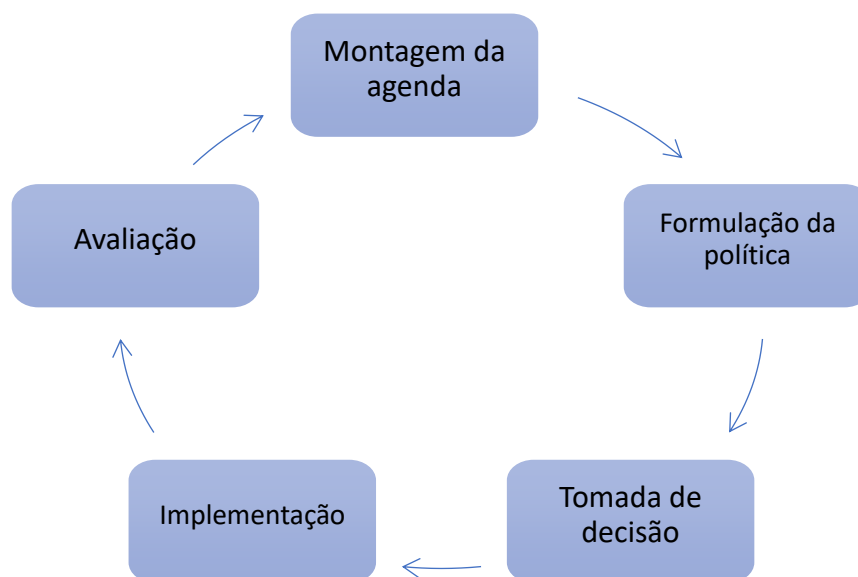 Montagem da
agenda
Formulação da
política
Tomada de
decisão
Implementação
Avaliação